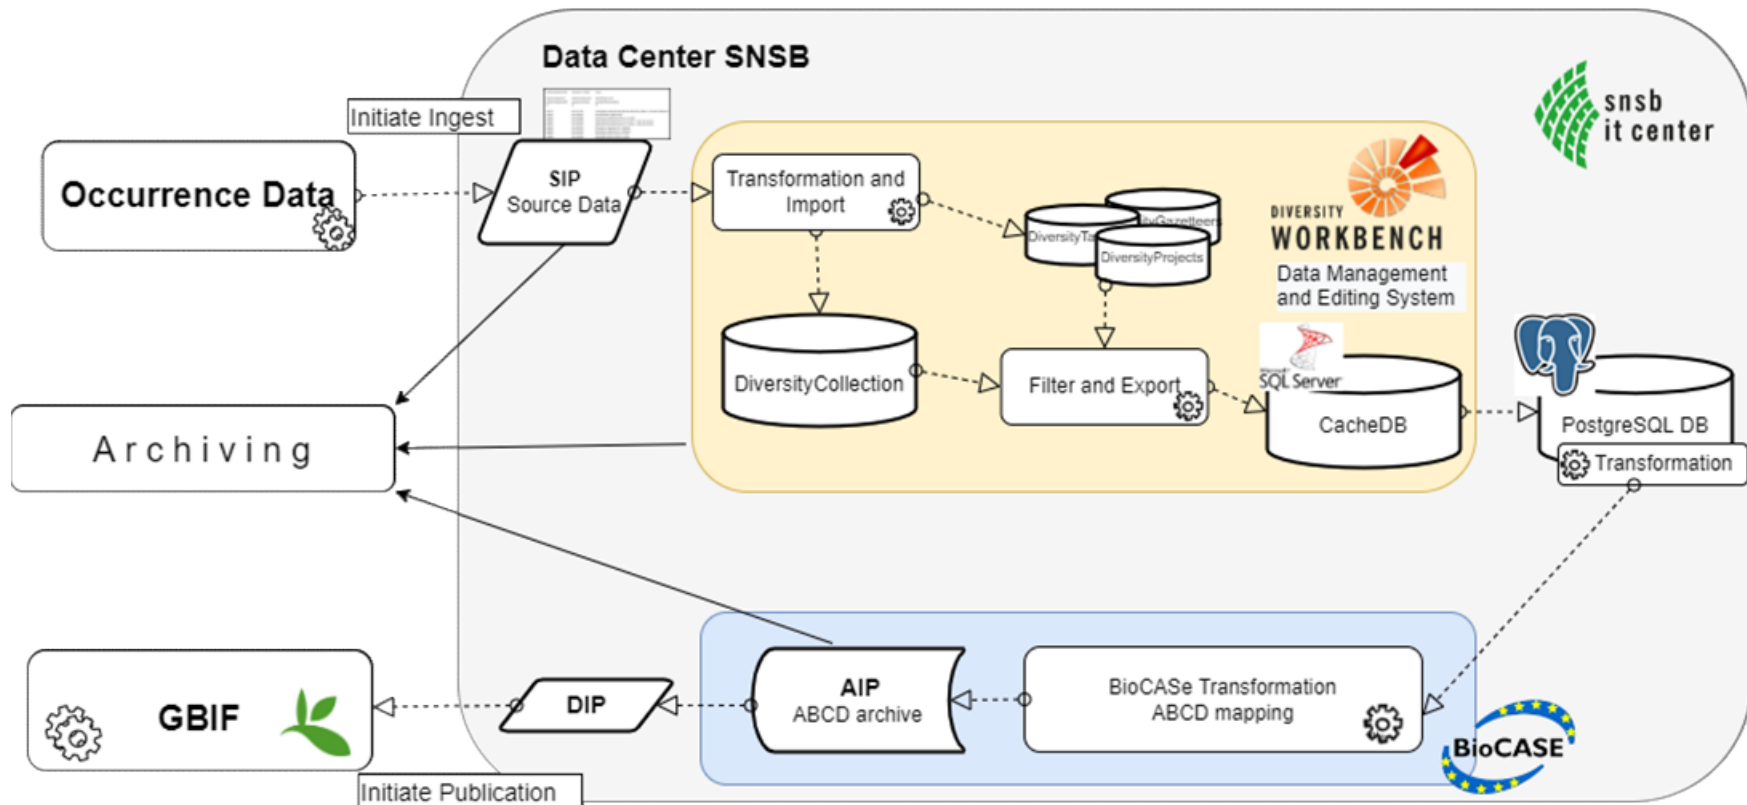 Data Center SNSB
Initiate Ingest
snsb
it center
Occurrence Data
SIP
Source Data
Transformation and
Import
DIVERSITY
WORKBENCH
DiversityProjects
Data Management
and Editing System
SQL Server
DiversityCollection
Filter and Export
CacheDB
PostgreSQL DB
Transformation
Archiving
GBIF
DIP
AIP
ABCD archive
BioCASe Transformation
ABCD mapping
BioCASE
Initiate Publication